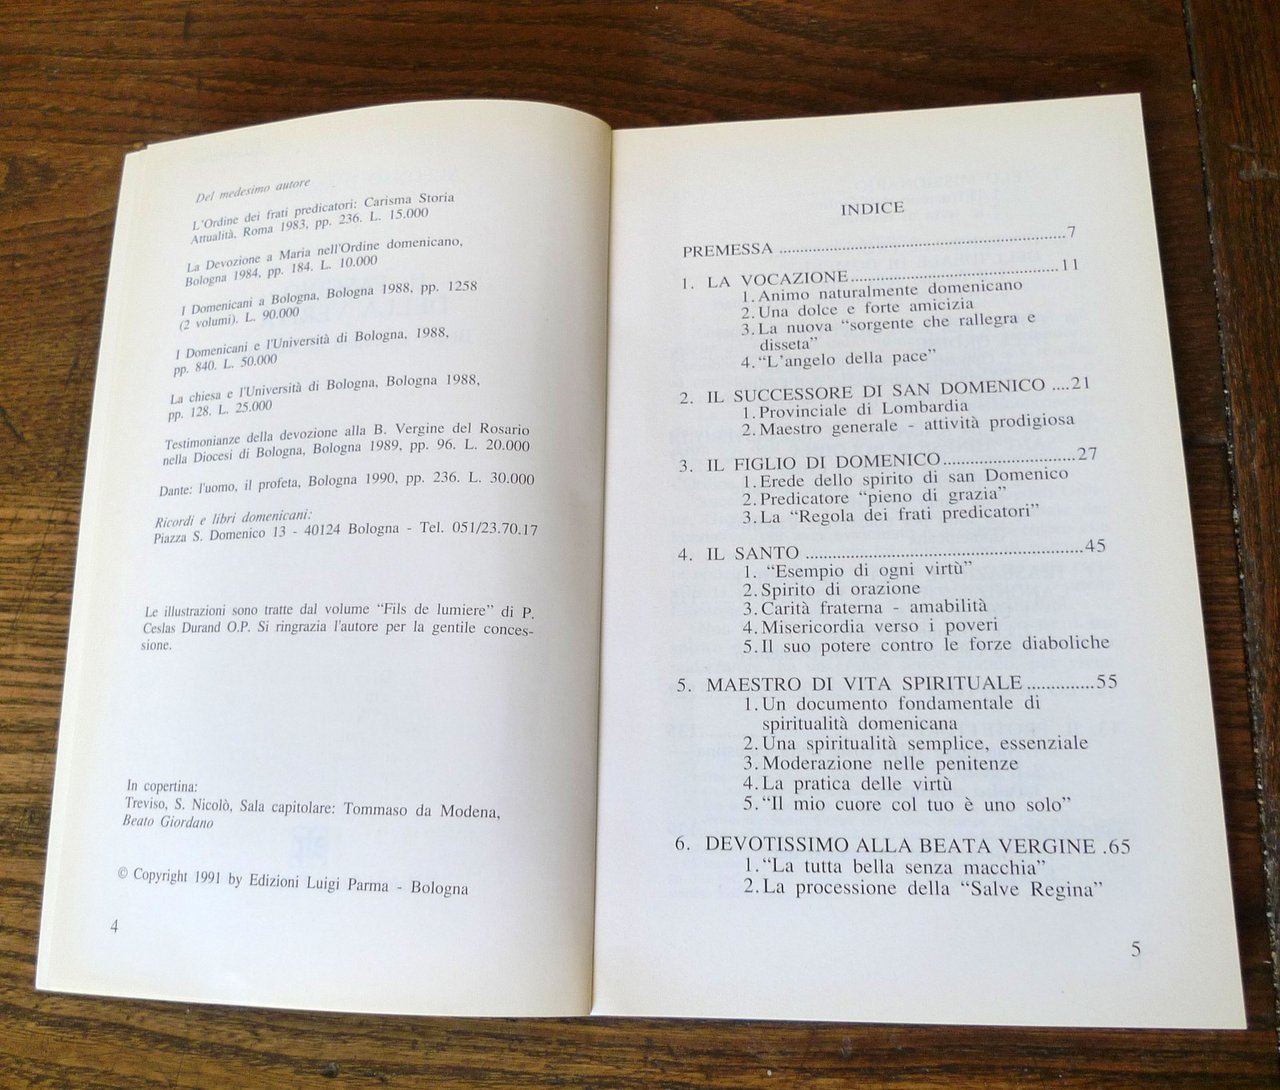 Del medesimo autore
L'Ordine dei frati predicatori: Carisma Storia
Attualità, Roma 1983, pp. 236. L. 15.000
La Devozione a Maria nell'Ordine domenicano,
Bologna 1984, pp. 184. L. 10.000
I Domenicani a Bologna, Bologna 1988, pp. 1258
(2 volumi). L. 90.000
I Domenicani e l'Università di Bologna, 1988,
pp. 840. L. 50.000
La chiesa e l'Università di Bologna, Bologna 1988,
pp. 128. L. 25.000
Testimonianze della devozione alla B. Vergine del Rosario
nella Diocesi di Bologna, Bologna 1989, pp. 96. L. 20.000
Dante: l'uomo, il profeta, Bologna 1990, pp. 236. L. 30.000
Ricordi e libri domenicani:
Piazza S. Domenico 13 - 40124 Bologna - Tel. 051/23.70.17
Le illustrazioni sono tratte dal volume “Fils de lumiere” di P.
Ceslas Durand O.P. Si ringrazia l'autore per la gentile conces-
sione.
In copertina:
Treviso, S. Nicolò, Sala capitolare: Tommaso da Modena,
Beato Giordano
© Copyright 1991 by Edizioni Luigi Parma - Bologna
4
INDICE
PREMESSA ..................................................................7
1. LA VOCAZIONE................................................11
1. Animo naturalmente domenicano
2. Una dolce e forte amicizia
3. La nuova “sorgente che rallegra e
disseta”
4. “L'angelo della pace”
2. IL SUCCESSORE DI SAN DOMENICO ....21
1. Provinciale di Lombardia
2. Maestro generale - attività prodigiosa
3. IL FIGLIO DI DOMENICO..........................27
1. Erede dello spirito di san Domenico
2. Predicatore “pieno di grazia”
3. La “Regola dei frati predicatori”
4. IL SANTO ......................................................45
1. “Esempio di ogni virtù”
2. Spirito di orazione
3. Carità fraterna - amabilità
4. Misericordia verso i poveri
5. Il suo potere contro le forze diaboliche
5. MAESTRO DI VITA SPIRITUALE..............55
1. Un documento fondamentale di
spiritualità domenicana
2. Una spiritualità semplice, essenziale
3. Moderazione nelle penitenze
4. La pratica delle virtù
5. “Il mio cuore col tuo è uno solo”
6. DEVOTISSIMO ALLA BEATA VERGINE .65
1. “La tutta bella senza macchia”
2. La processione della “Salve Regina”
5